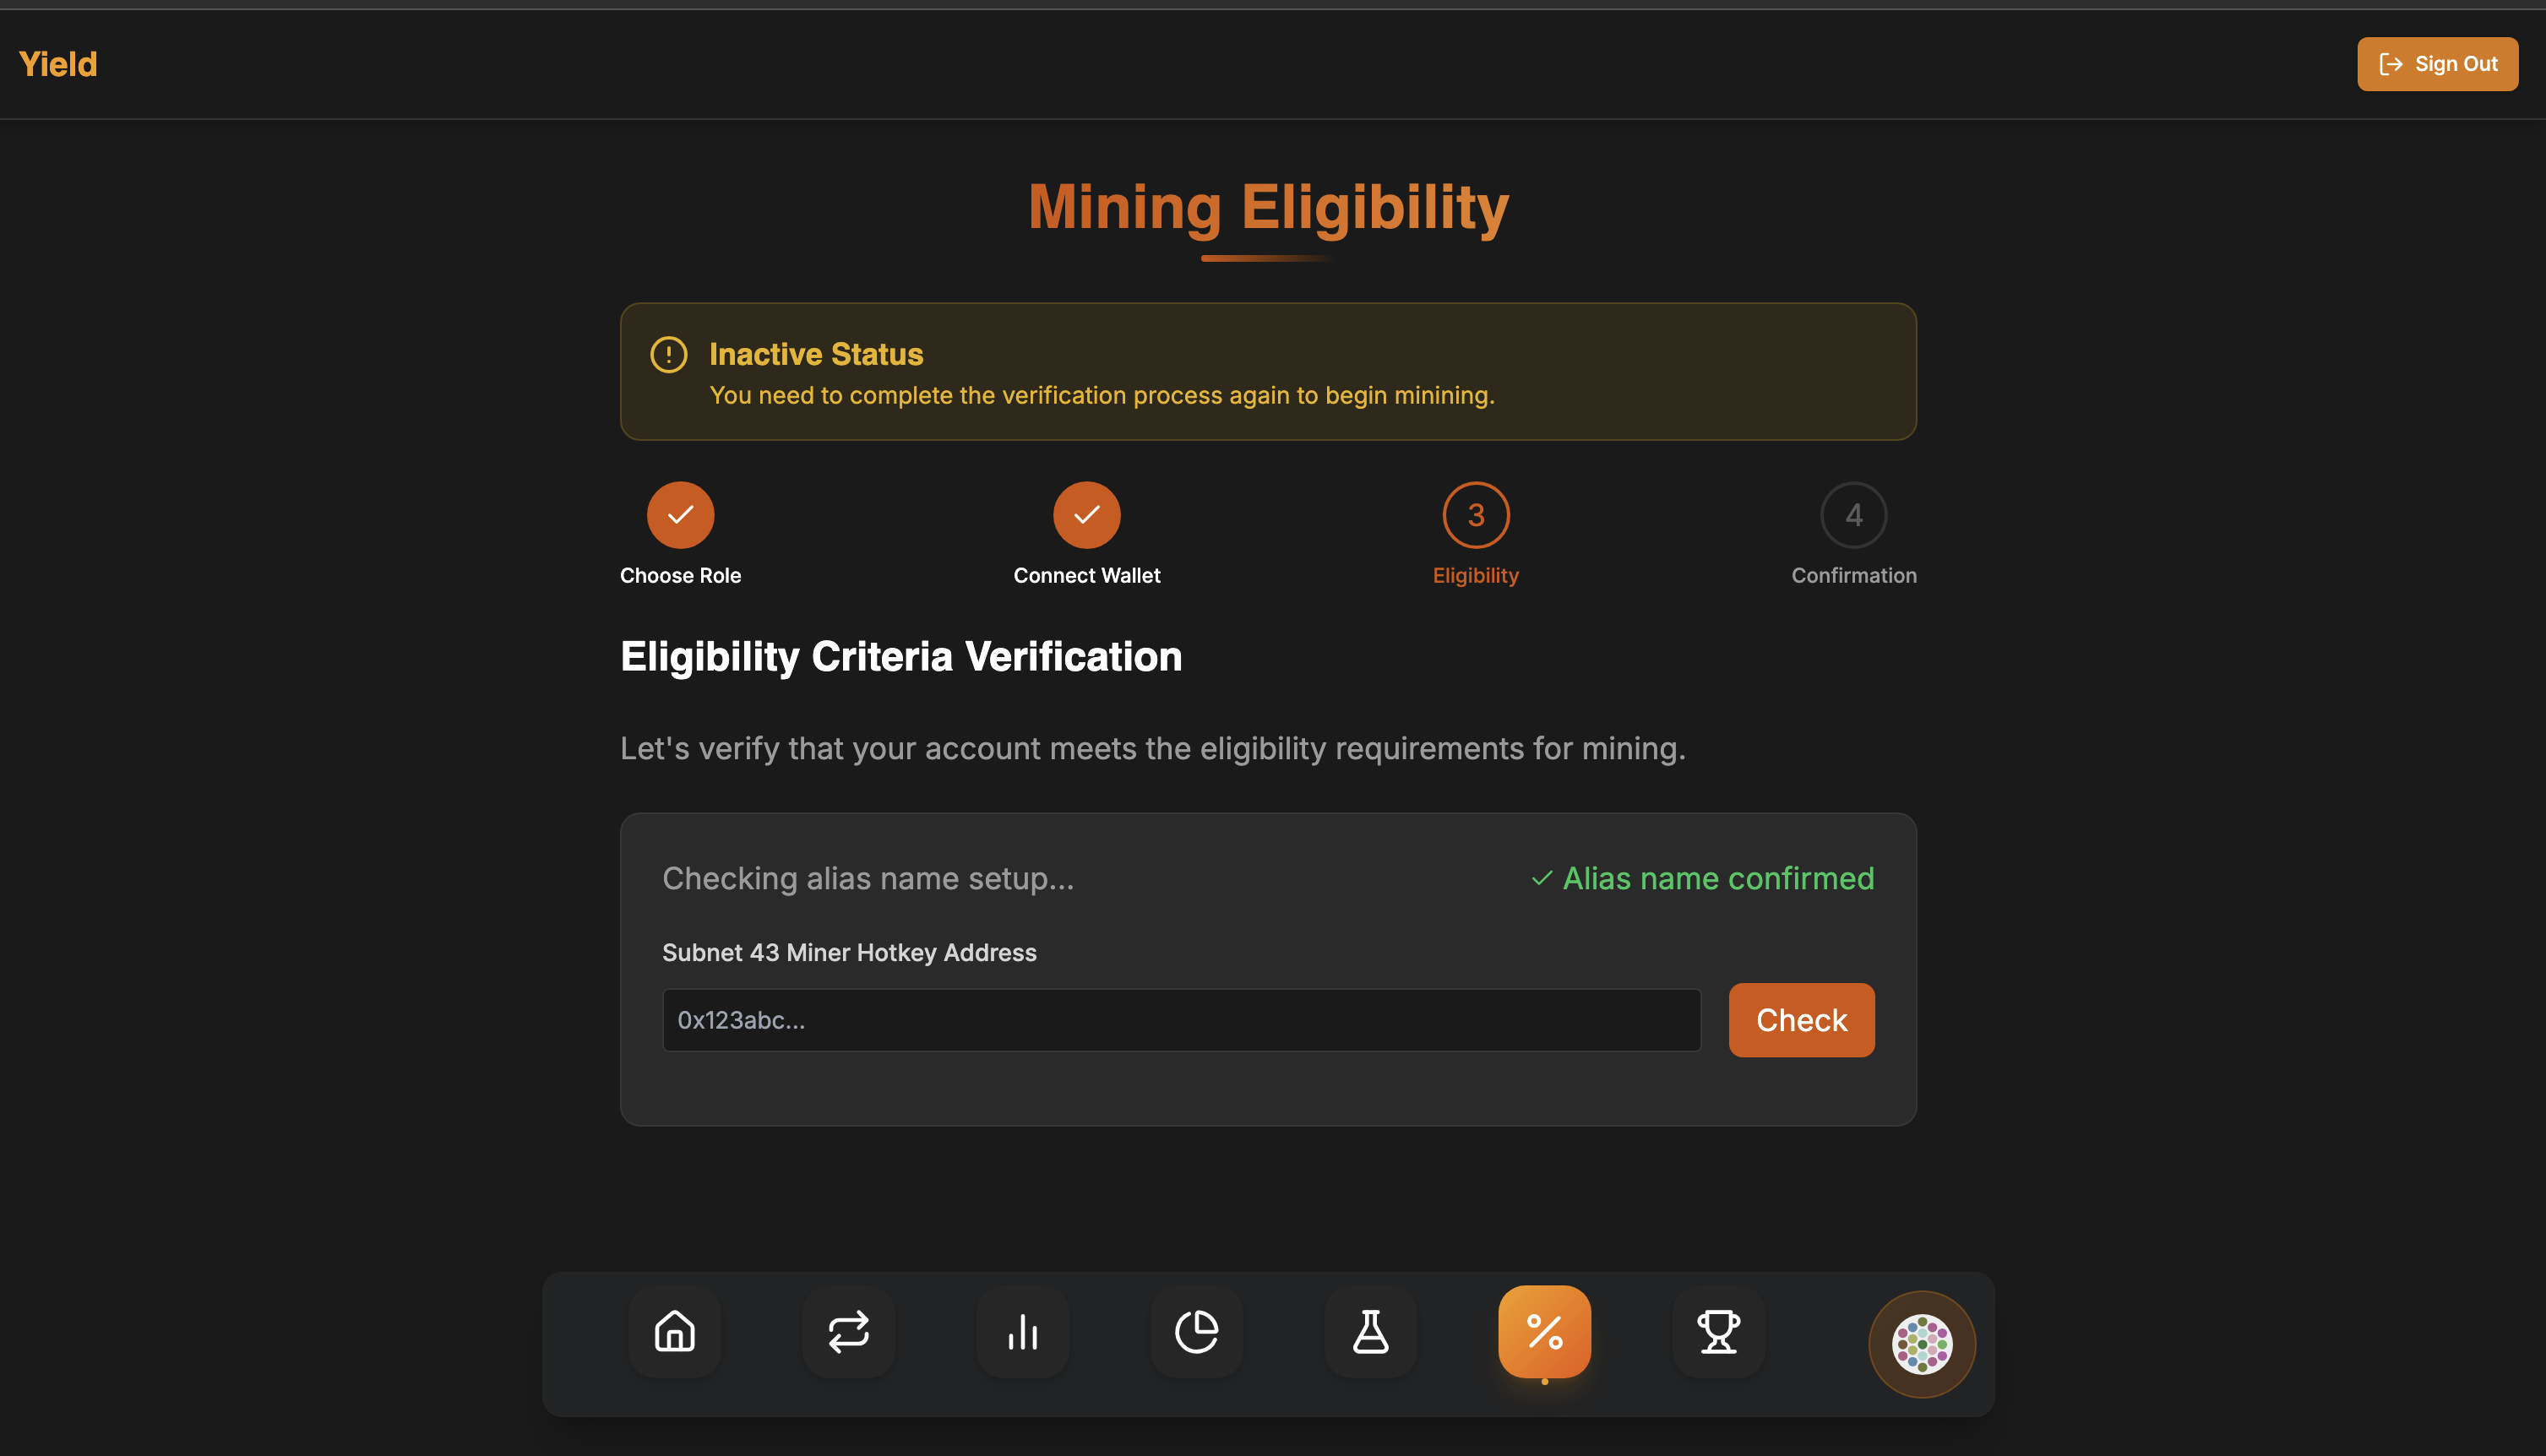 Yield
Sign Out
Mining Eligibility
Inactive Status
You need to complete the verification process again to begin minining.
3
4
Choose Role
Connect Wallet
Eligibility
Confirmation
Eligibility Criteria Verification
Let's verify that your account meets the eligibility requirements for mining.
Checking alias name setup...
Alias name confirmed
Subnet 43 Miner Hotkey Address
0x123abc...
Check